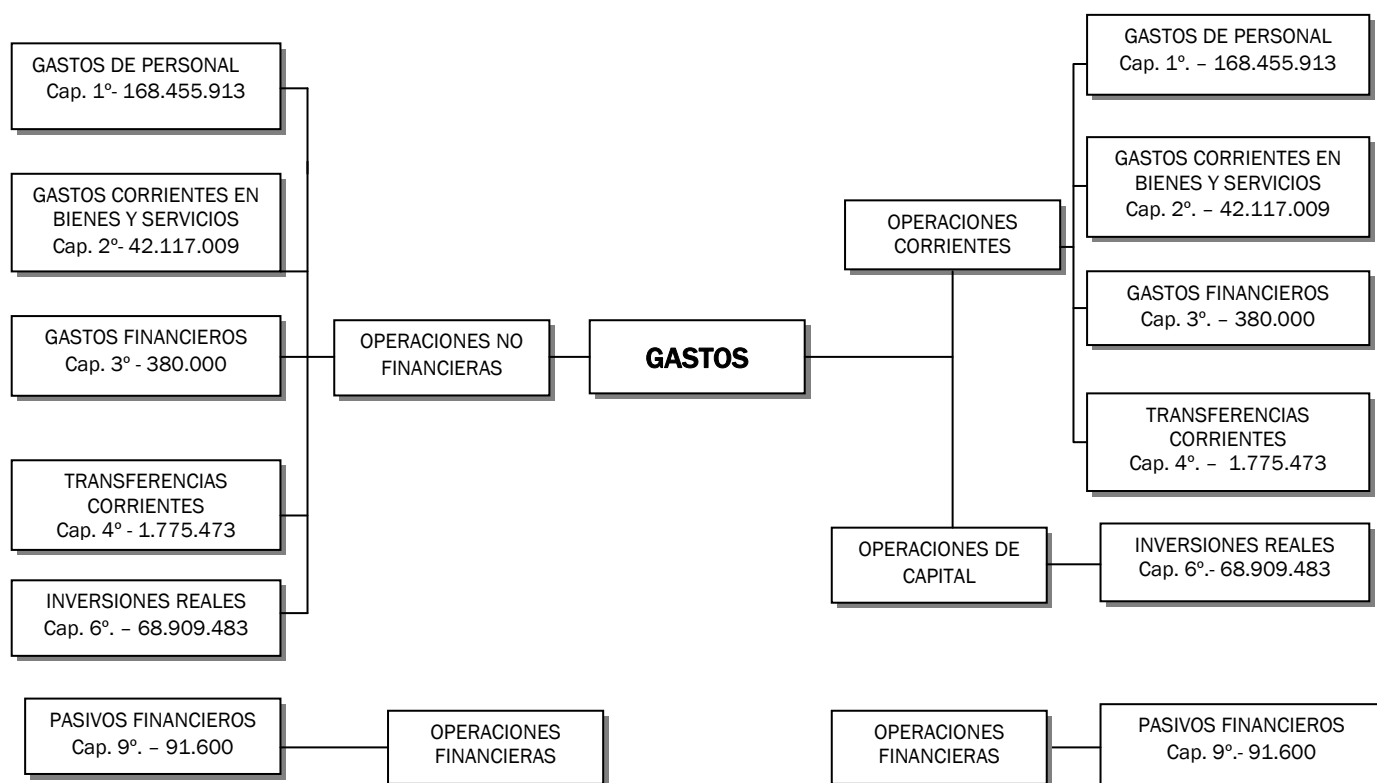 GASTOS DE PERSONAL
Cap. 1º- 168.455.913
GASTOS CORRIENTES EN
BIENES Y SERVICIOS
Cap. 2º- 42.117.009
GASTOS FINANCIEROS
Cap. 3º - 380.000
TRANSFERENCIAS
CORRIENTES
Cap. 4º - 1.775.473
INVERSIONES REALES
Cap. 6º. – 68.909.483
PASIVOS FINANCIEROS
Cap. 9º. – 91.600
OPERACIONES NO
FINANCIERAS
OPERACIONES
FINANCIERAS
GASTOS
OPERACIONES
CORRIENTES
OPERACIONES DE
CAPITAL
OPERACIONES
FINANCIERAS
GASTOS DE PERSONAL
Cap. 1º. – 168.455.913
GASTOS CORRIENTES EN
BIENES Y SERVICIOS
Cap. 2º. – 42.117.009
GASTOS FINANCIEROS
Cap. 3º. – 380.000
TRANSFERENCIAS
CORRIENTES
Cap. 4º. – 1.775.473
INVERSIONES REALES
Cap. 6º.- 68.909.483
PASIVOS FINANCIEROS
Cap. 9º.- 91.600